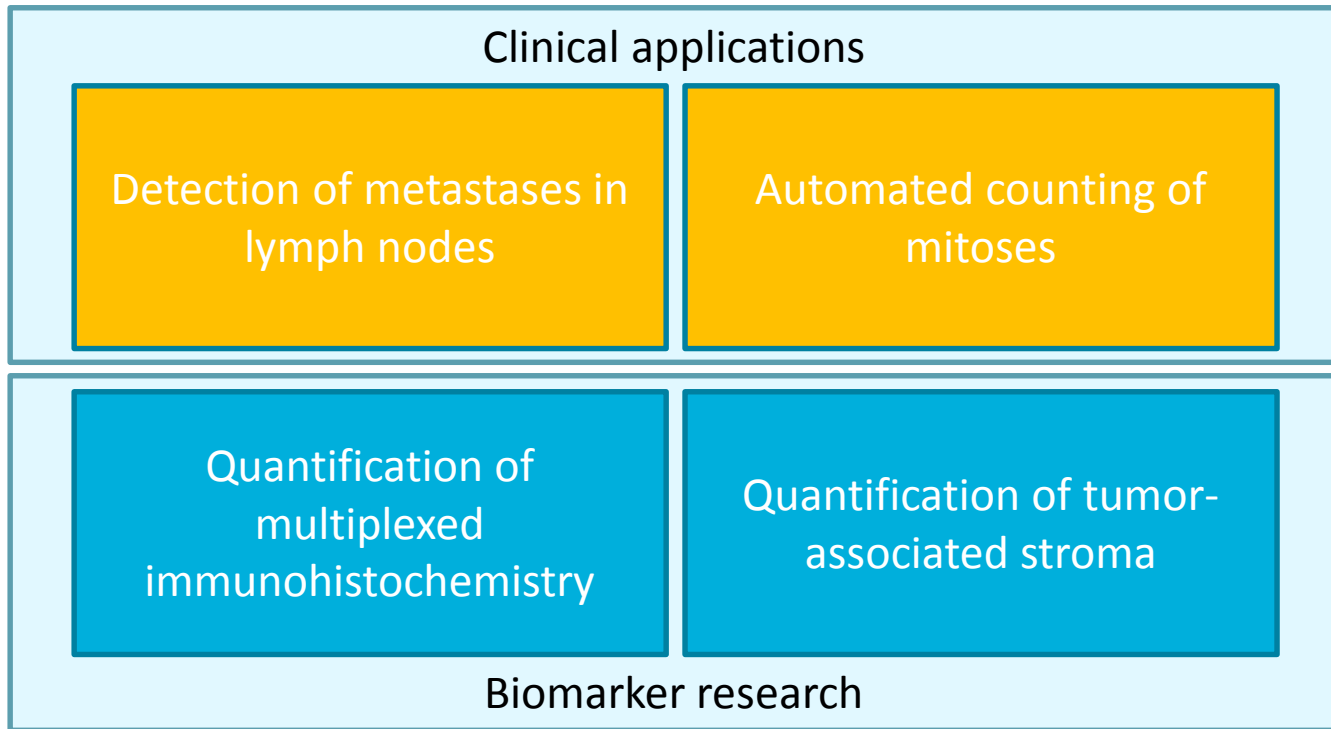 Clinical applications
Detection of metastases in
lymph nodes
Automated counting of
mitoses
Quantification of
multiplexed
immunohistochemistry
Quantification of tumor-
associated stroma
Biomarker research